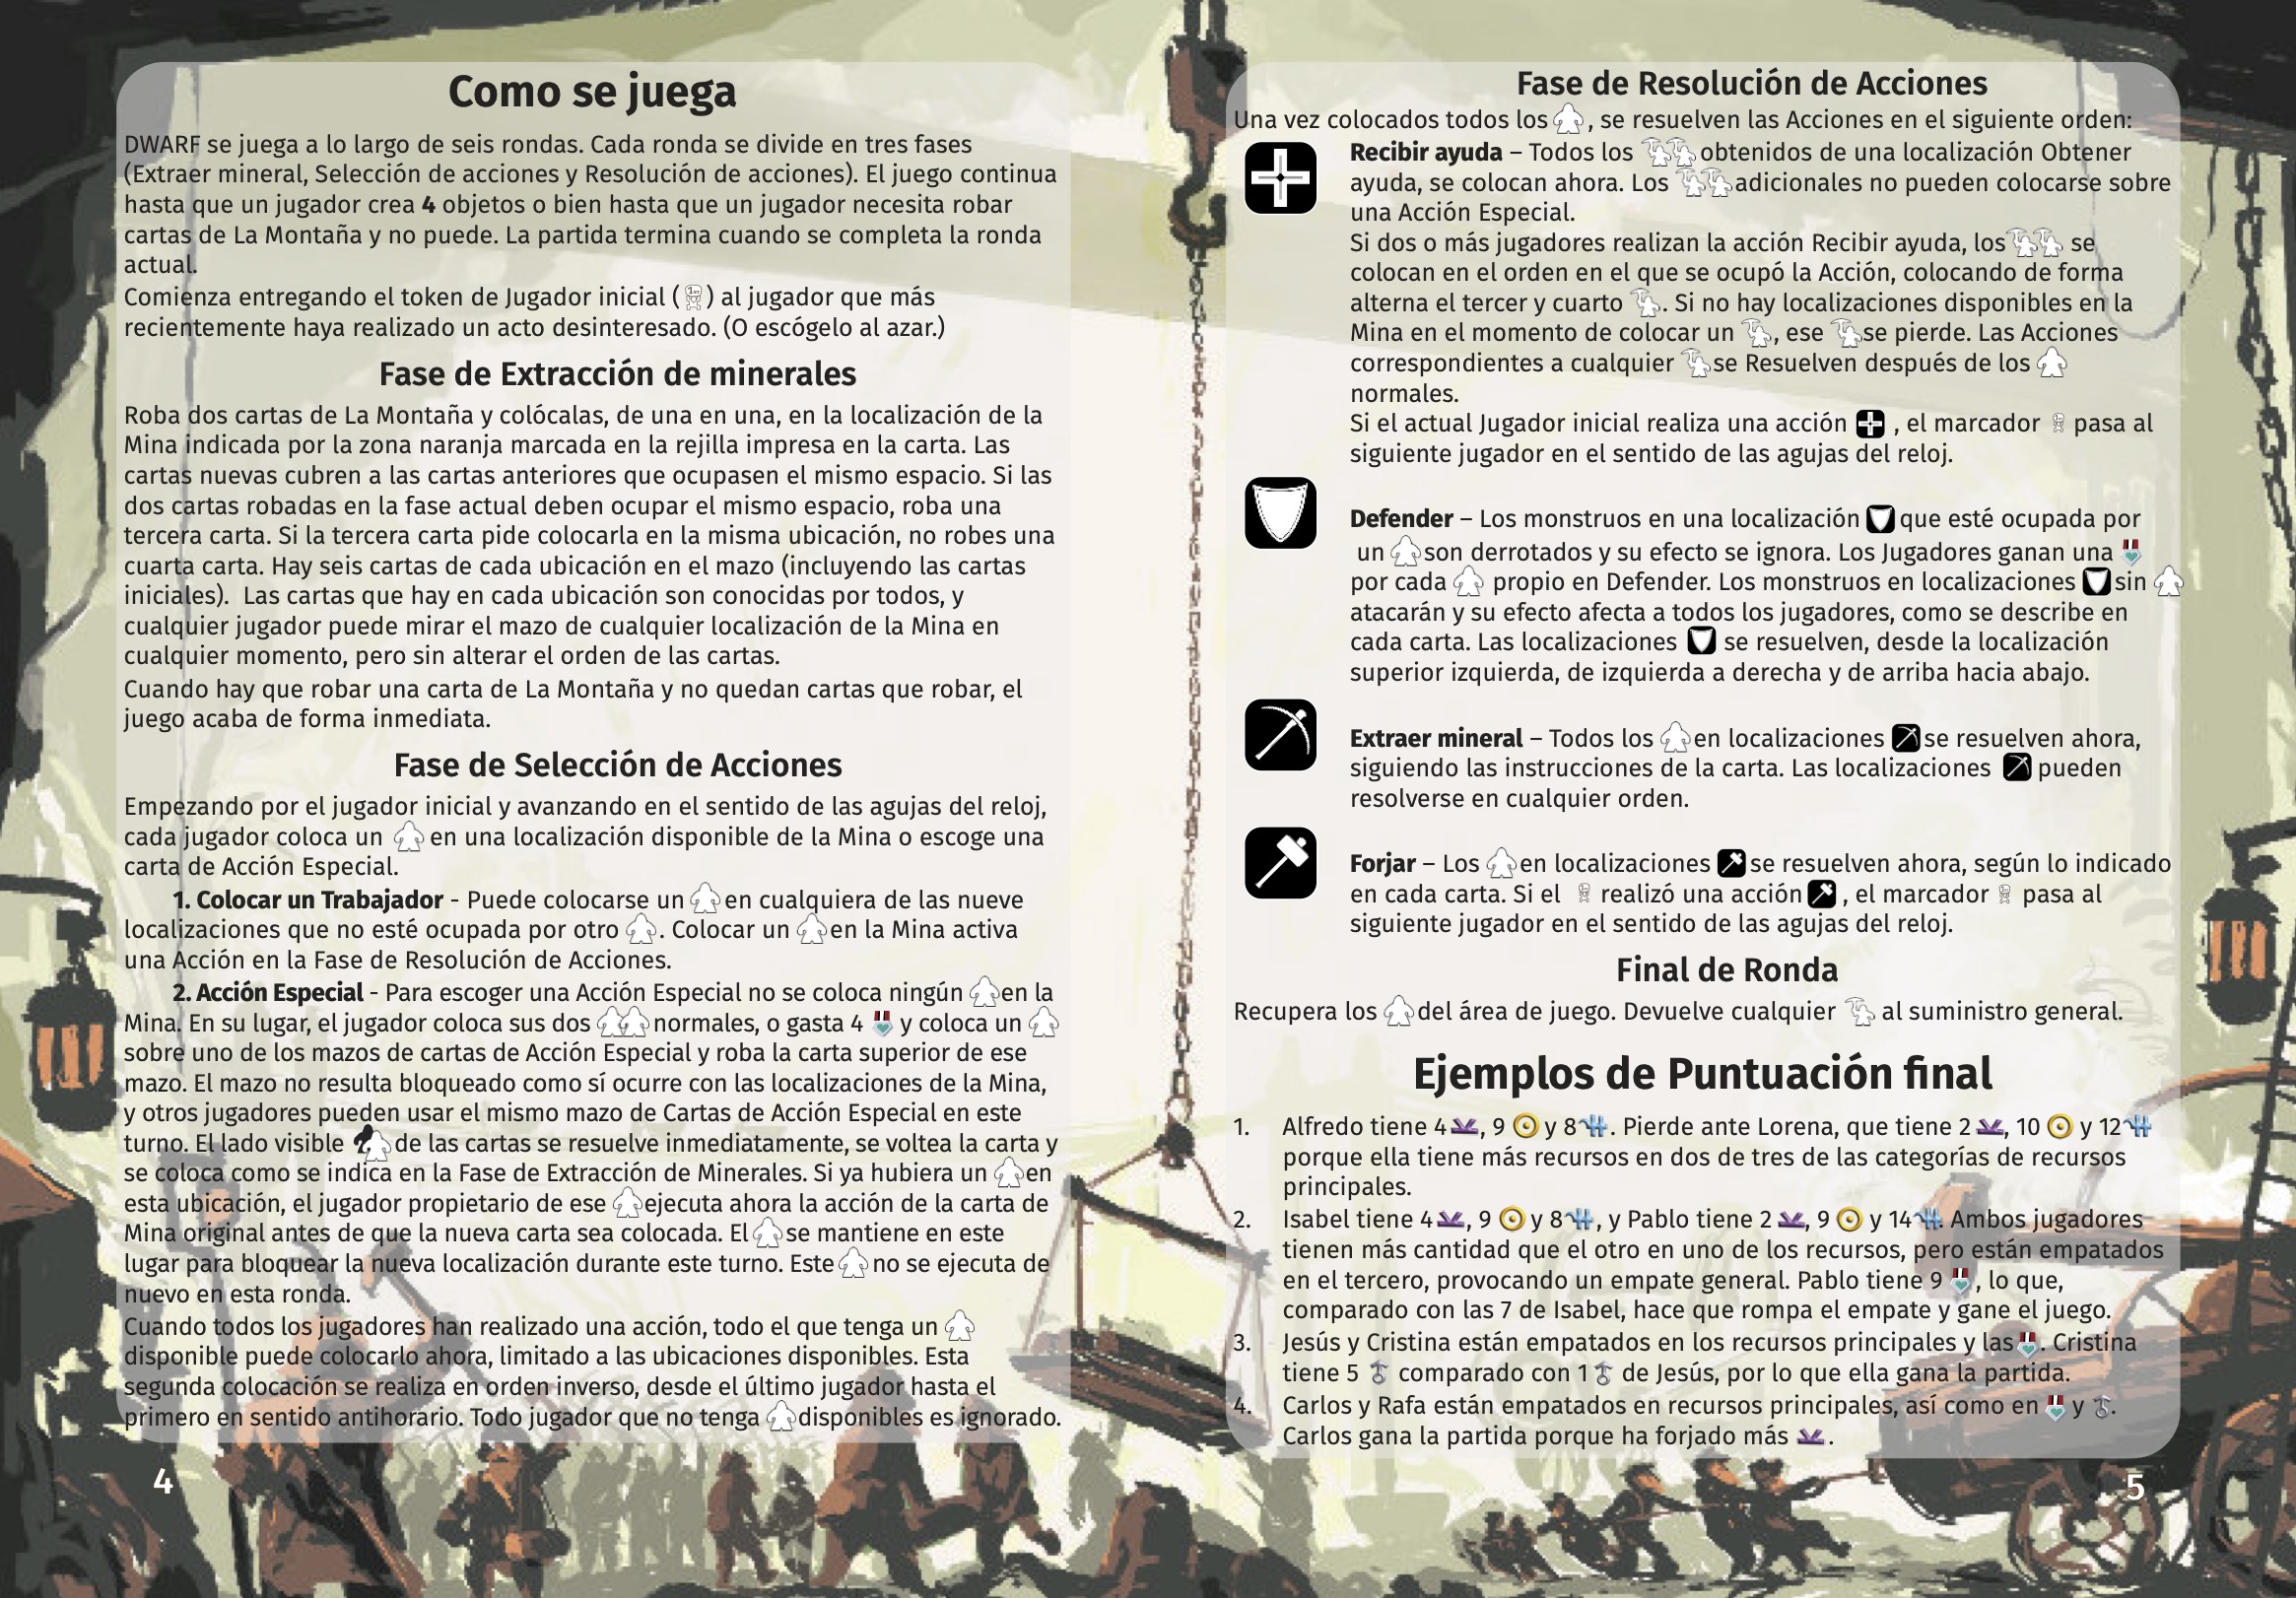 Como se juega
DWARF se juega a lo largo de seis rondas. Cada ronda se divide en tres fases
(Extraer mineral, Selección de acciones y Resolución de acciones). El juego continua
hasta que un jugador crea 4 objetos o bien hasta que un jugador necesita robar
cartas de La Montaña y no puede. La partida termina cuando se completa la ronda
actual.
Comienza entregando el token de Jugador inicial ( ) al jugador que más
recientemente haya realizado un acto desinteresado. (O escógelo al azar.)
Fase de Extracción de minerales
Roba dos cartas de La Montaña y colócalas, de una en una, en la localización de la
Mina indicada por la zona naranja marcada en la rejilla impresa en la carta. Las
cartas nuevas cubren a las cartas anteriores que ocupasen el mismo espacio. Si las
dos cartas robadas en la fase actual deben ocupar el mismo espacio, roba una
tercera carta. Si la tercera carta pide colocarla en la misma ubicación, no robes una
cuarta carta. Hay seis cartas de cada ubicación en el mazo (incluyendo las cartas
iniciales). Las cartas que hay en cada ubicación son conocidas por todos, y
cualquier jugador puede mirar el mazo de cualquier localización de la Mina en
cualquier momento, pero sin alterar el orden de las cartas.
Cuando hay que robar una carta de La Montaña y no quedan cartas que robar, el
juego acaba de forma inmediata.
Fase de Selección de Acciones
Empezando por el jugador inicial y avanzando en el sentido de las agujas del reloj,
cada jugador coloca un en una localización disponible de la Mina o escoge una
carta de Acción Especial.
1. Colocar un Trabajador - Puede colocarse un en cualquiera de las nueve
localizaciones que no esté ocupada por otro . Colocar un en la Mina activa
una Acción en la Fase de Resolución de Acciones.
2. Acción Especial - Para escoger una Acción Especial no se coloca ningún en la
Mina. En su lugar, el jugador coloca sus dos normales, o gasta 4 y coloca un
sobre uno de los mazos de cartas de Acción Especial y roba la carta superior de ese
mazo. El mazo no resulta bloqueado como sí ocurre con las localizaciones de la Mina,
y otros jugadores pueden usar el mismo mazo de Cartas de Acción Especial en este
turno. El lado visible de las cartas se resuelve inmediatamente, se voltea la carta y
se coloca como se indica en la Fase de Extracción de Minerales. Si ya hubiera un en
esta ubicación, el jugador propietario de ese ejecuta ahora la acción de la carta de
Mina original antes de que la nueva carta sea colocada. El se mantiene en este
lugar para bloquear la nueva localización durante este turno. Este no se ejecuta de
nuevo en esta ronda.
Cuando todos los jugadores han realizado una acción, todo el que tenga un
disponible puede colocarlo ahora, limitado a las ubicaciones disponibles. Esta
segunda colocación se realiza en orden inverso, desde el último jugador hasta el
primero en sentido antihorario. Todo jugador que no tenga disponibles es ignorado.
4
Fase de Resolución de Acciones
Una vez colocados todos los , se resuelven las Acciones en el siguiente orden:
Recibir ayuda – Todos los obtenidos de una localización Obtener
ayuda, se colocan ahora. Los adicionales no pueden colocarse sobre
una Acción Especial.
Si dos o más jugadores realizan la acción Recibir ayuda, los se
colocan en el orden en el que se ocupó la Acción, colocando de forma
alterna el tercer y cuarto . Si no hay localizaciones disponibles en la
Mina en el momento de colocar un , ese se pierde. Las Acciones
correspondientes a cualquier se Resuelven después de los
normales.
Si el actual Jugador inicial realiza una acción , el marcador pasa al
siguiente jugador en el sentido de las agujas del reloj.
Defender – Los monstruos en una localización que esté ocupada por
un son derrotados y su efecto se ignora. Los Jugadores ganan una
por cada propio en Defender. Los monstruos en localizaciones sin
atacarán y su efecto afecta a todos los jugadores, como se describe en
cada carta. Las localizaciones se resuelven, desde la localización
superior izquierda, de izquierda a derecha y de arriba hacia abajo.
Extraer mineral – Todos los en localizaciones se resuelven ahora,
siguiendo las instrucciones de la carta. Las localizaciones pueden
resolverse en cualquier orden.
Forjar – Los en localizaciones se resuelven ahora, según lo indicado
en cada carta. Si el realizó una acción , el marcador pasa al
siguiente jugador en el sentido de las agujas del reloj.
Final de Ronda
Recupera los del área de juego. Devuelve cualquier al suministro general.
Ejemplos de Puntuación final
1. Alfredo tiene 4 , 9 y 8 . Pierde ante Lorena, que tiene 2 , 10 y 12
porque ella tiene más recursos en dos de tres de las categorías de recursos
principales.
2. Isabel tiene 4 , 9 y 8 , y Pablo tiene 2 , 9 y 14 . Ambos jugadores
tienen más cantidad que el otro en uno de los recursos, pero están empatados
en el tercero, provocando un empate general. Pablo tiene 9 , lo que,
comparado con las 7 de Isabel, hace que rompa el empate y gane el juego.
3. Jesús y Cristina están empatados en los recursos principales y las . Cristina
tiene 5 comparado con 1 de Jesús, por lo que ella gana la partida.
4. Carlos y Rafa están empatados en recursos principales, así como en y .
Carlos gana la partida porque ha forjado más .
5